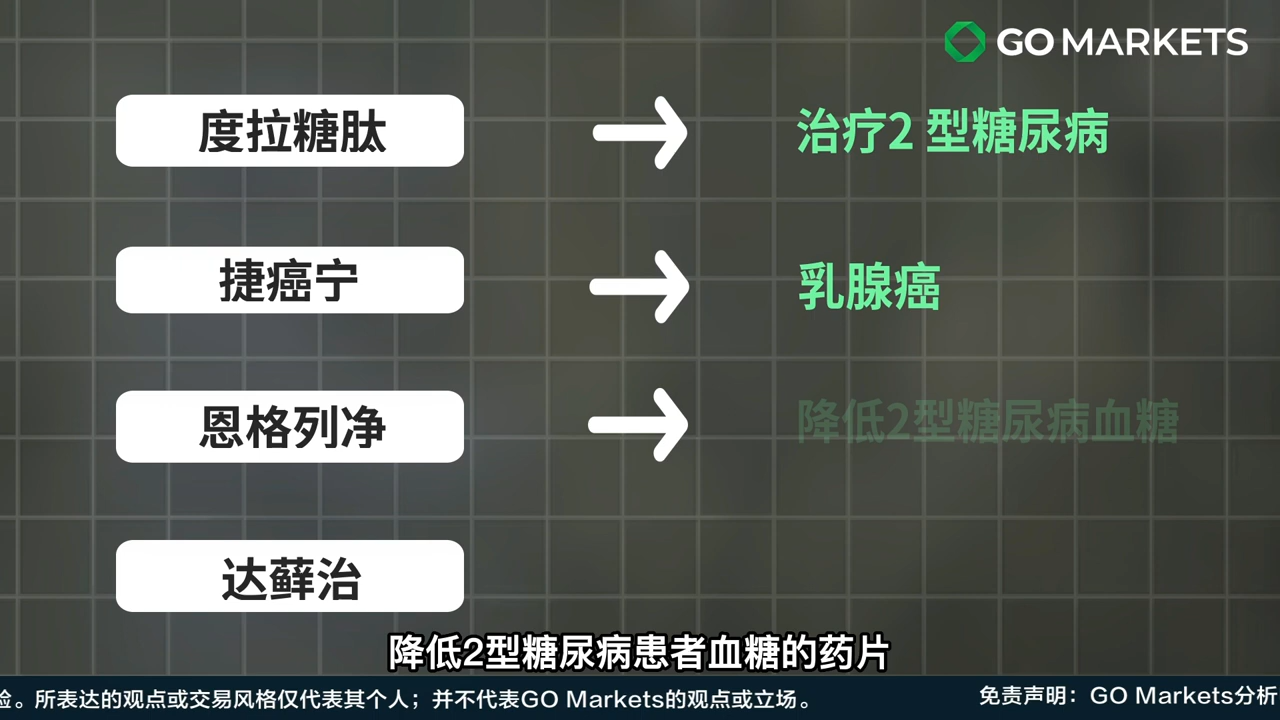 GO MARKETS
度拉糖肽
治疗2 型糖尿病
捷癌宁
乳腺癌
恩格列净
降低2型糖尿病血糖
达藓治
降低2型糖尿病患者血糖的药片
险。所表达的观点或交易风格仅代表其个人；并不代表GO Markets的观点或立场。
免责声明：GO Markets分析